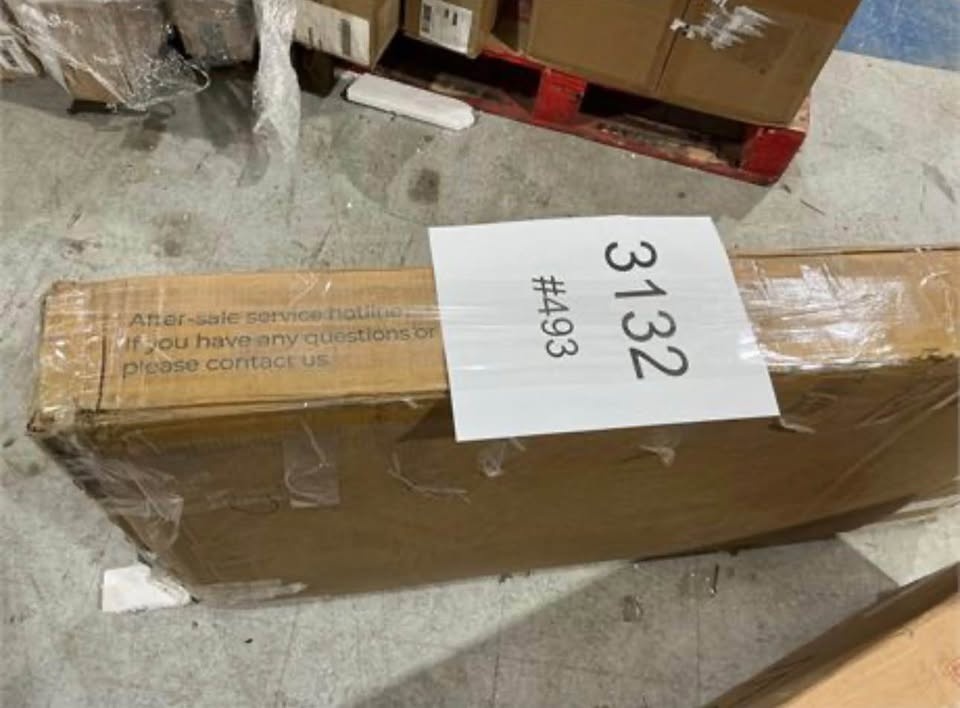 After-sale service hotline
If you have any questions or
please contact us
3132
#493